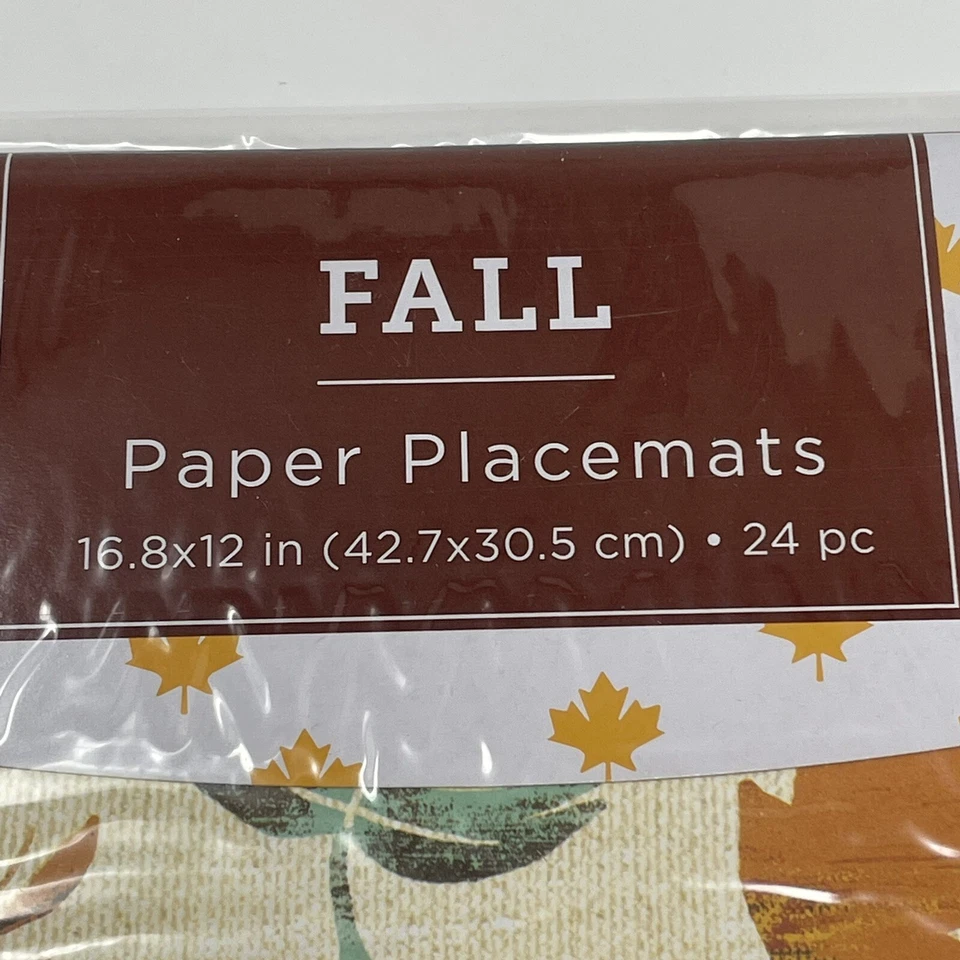 FALL
Paper Placemats
16.8x12 in (42.7x30.5 cm) • 24 pc